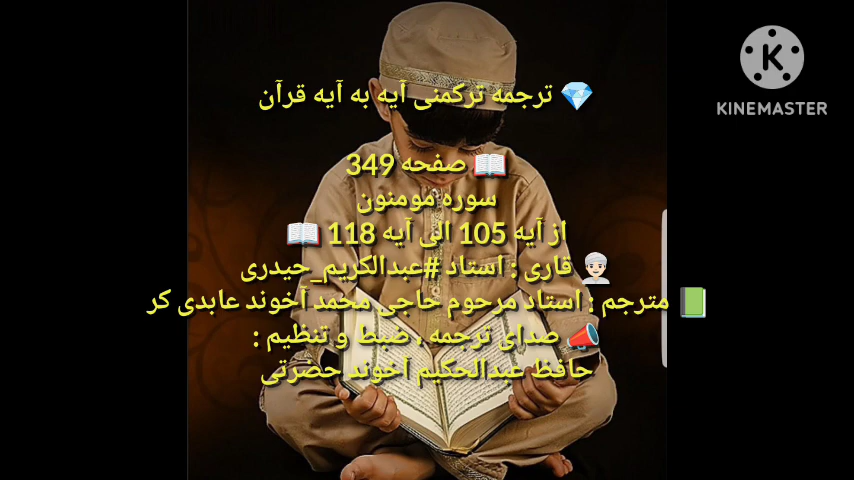 💎 ترجمه ترکمنی آیه به آیه قرآن
📖 صفحه 349
سوره مومنون
از آیه 105 الی آیه 118 📖
👳🏻 قاری : استاد #عبدالکریم_حیدری
📗 مترجم : استاد مرحوم حاجی محمد آخوند عابدی کر
📣 صدای ترجمه ، ضبط و تنظیم :
حافظ عبدالحکیم آخوند حضرتی
K
KINEMASTER